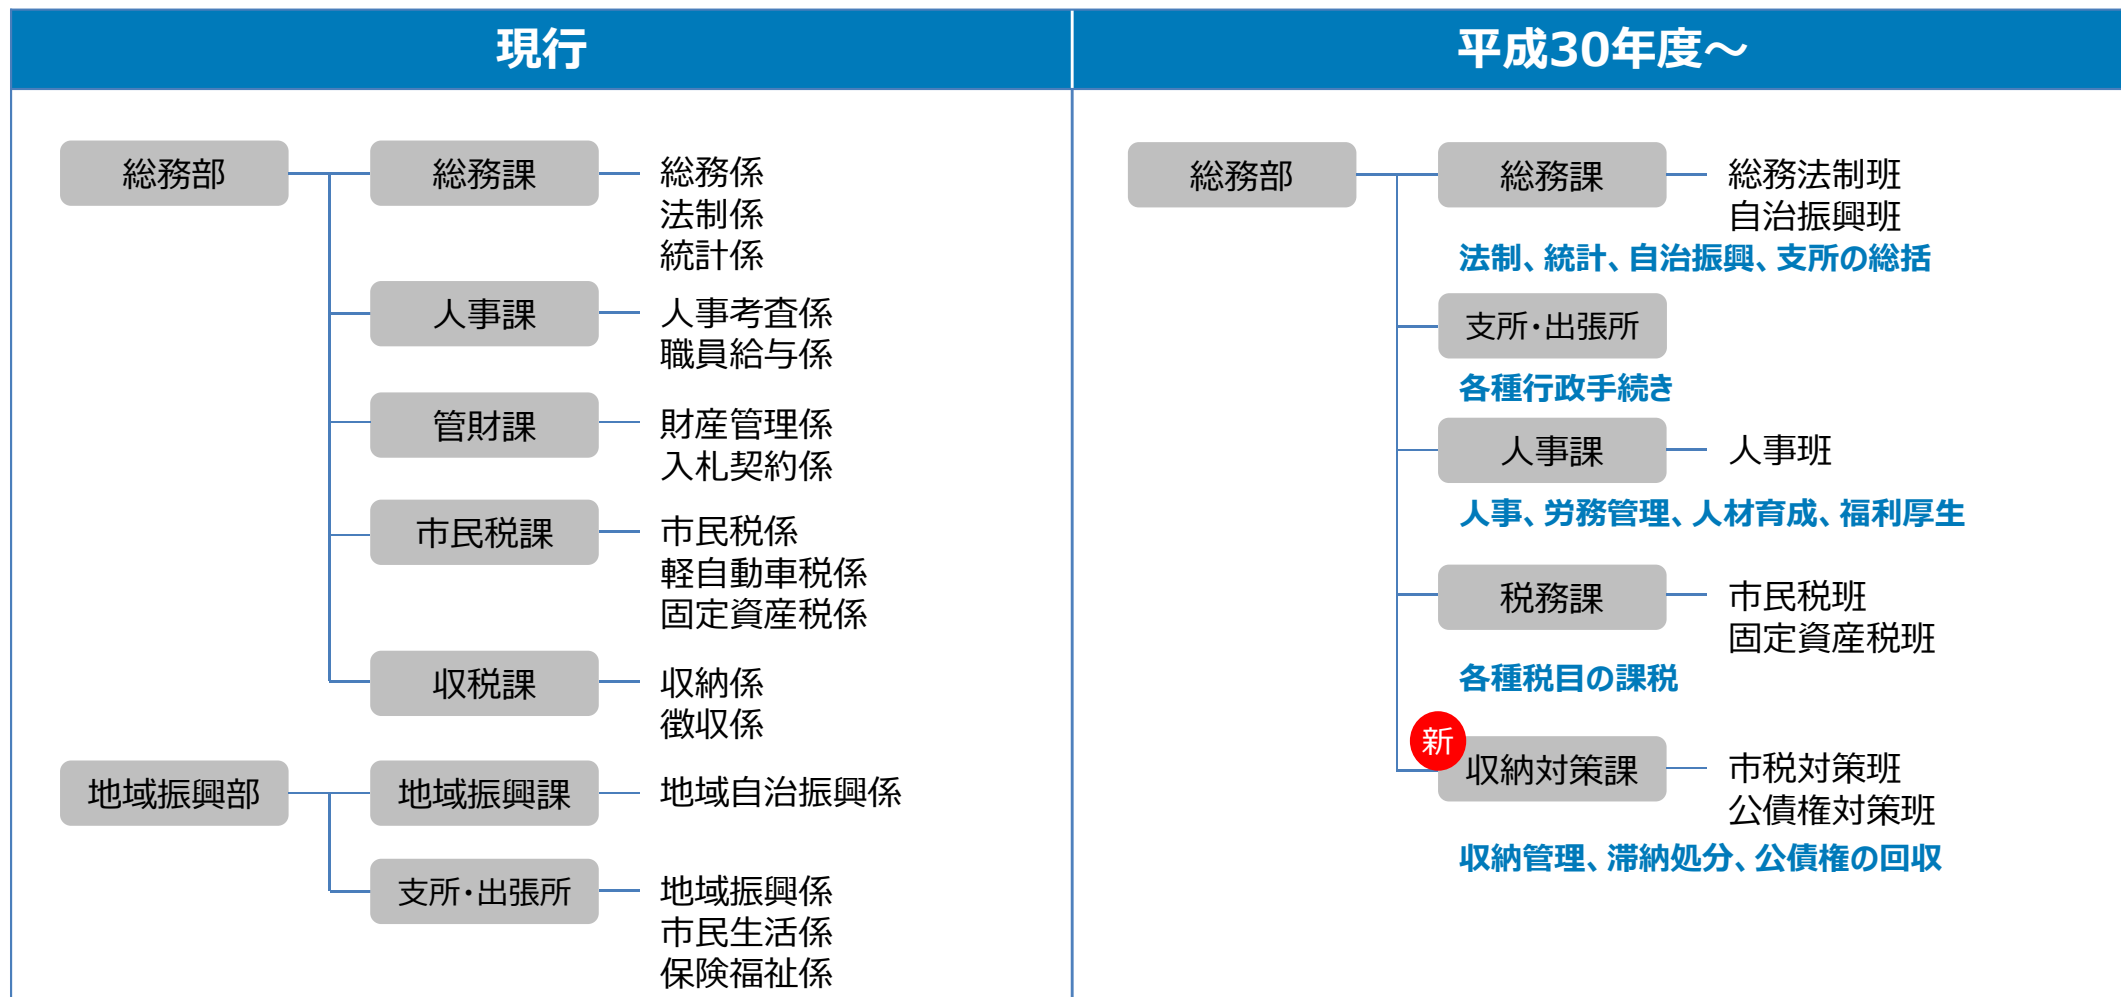 現行
総務部
総務課
総務係
法制係
統計係
人事課
人事考査係
職員給与係
管財課
財産管理係
入札契約係
市民税課
市民税係
軽自動車税係
固定資産税係
収税課
収納係
徴収係
地域振興部
地域振興課
地域自治振興係
支所・出張所
地域振興係
市民生活係
保険福祉係
平成30年度～
総務部
総務課
総務法制班
自治振興班
法制、統計、自治振興、支所の総括
支所・出張所
各種行政手続き
人事課
人事班
人事、労務管理、人材育成、福利厚生
税務課
市民税班
固定資産税班
各種税目の課税
新
収納対策課
市税対策班
公債権対策班
収納管理、滞納処分、公債権の回収